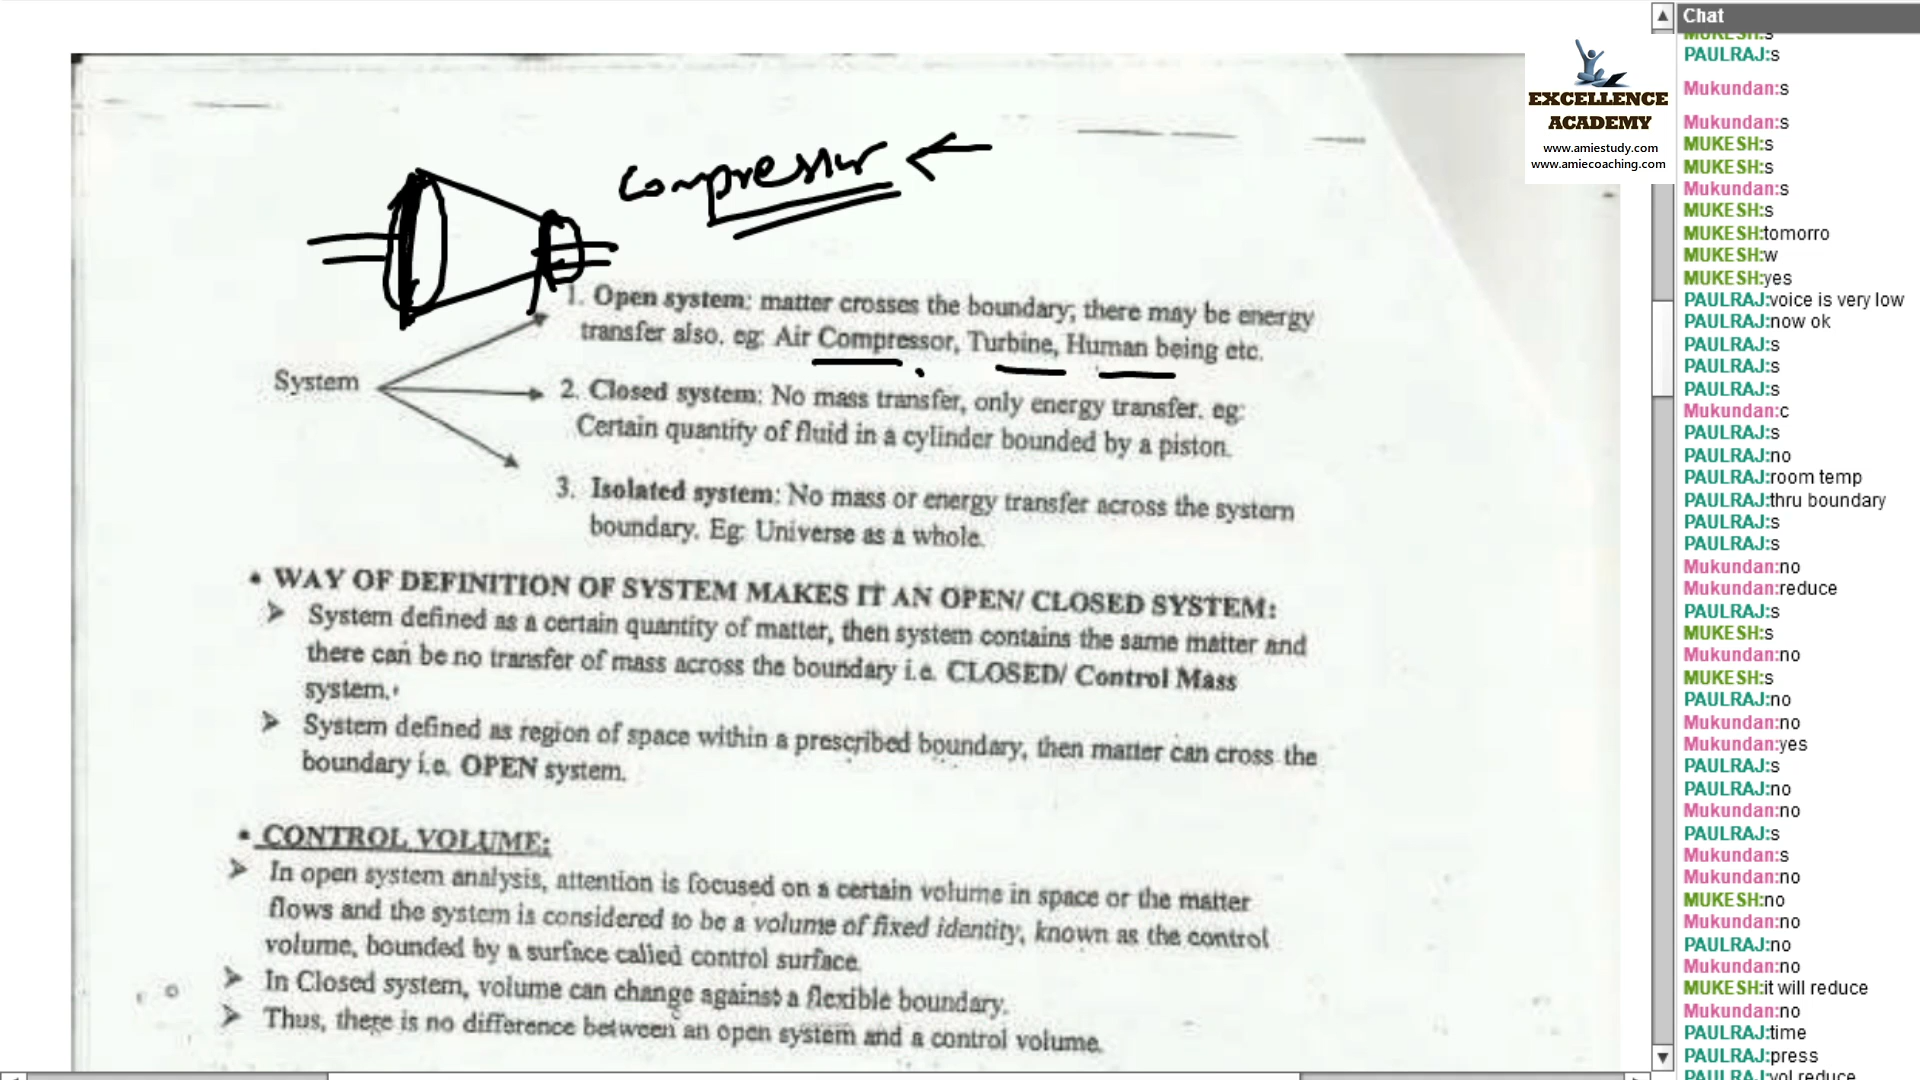 Compressor
1. Open system: matter crosses the boundary; there may be energy
transfer also. eg: Air Compressor, Turbine, Human being etc.
System
2. Closed system: No mass transfer, only energy transfer. eg:
Certain quantity of fluid in a cylinder bounded by a piston.
3. Isolated system: No mass or energy transfer across the system
boundary. Eg: Universe as a whole.
• WAY OF DEFINITION OF SYSTEM MAKES IT AN OPEN/ CLOSED SYSTEM:
➤ System defined as a certain quantity of matter, then system contains the same matter and
there can be no transfer of mass across the boundary i.e. CLOSED/ Control Mass
system.
➤ System defined as region of space within a prescribed boundary, then matter can cross the
boundary i.e. OPEN system.
• CONTROL VOLUME:
➤ In open system analysis, attention is focused on a certain volume in space or the matter
flows and the system is considered to be a volume of fixed identity, known as the control
volume, bounded by a surface called control surface.
➤ In Closed system, volume can change against a flexible boundary.
➤ Thus, there is no difference between an open system and a control volume.
EXCELLENCE
ACADEMY
www.amiestudy.com
www.amiecoaching.com
Chat
MUKESH:s
PAULRAJ:s
Mukundan:s
Mukundan:s
MUKESH:s
MUKESH:s
Mukundan:s
MUKESH:s
MUKESH:tomorro
MUKESH:w
MUKESH:yes
PAULRAJ:voice is very low
PAULRAJ:now ok
PAULRAJ:s
PAULRAJ:s
PAULRAJ:s
Mukundan:c
PAULRAJ:s
PAULRAJ:no
PAULRAJ:room temp
PAULRAJ:thru boundary
PAULRAJ:s
PAULRAJ:s
Mukundan:no
Mukundan:reduce
PAULRAJ:s
MUKESH:s
Mukundan:no
MUKESH:s
PAULRAJ:no
Mukundan:no
Mukundan:yes
PAULRAJ:s
PAULRAJ:no
Mukundan:no
PAULRAJ:s
Mukundan:s
Mukundan:no
MUKESH:no
Mukundan:no
PAULRAJ:no
Mukundan:no
MUKESH:it will reduce
Mukundan:no
PAULRAJ:time
PAULRAJ:press
PAULRAJ:vol reduce